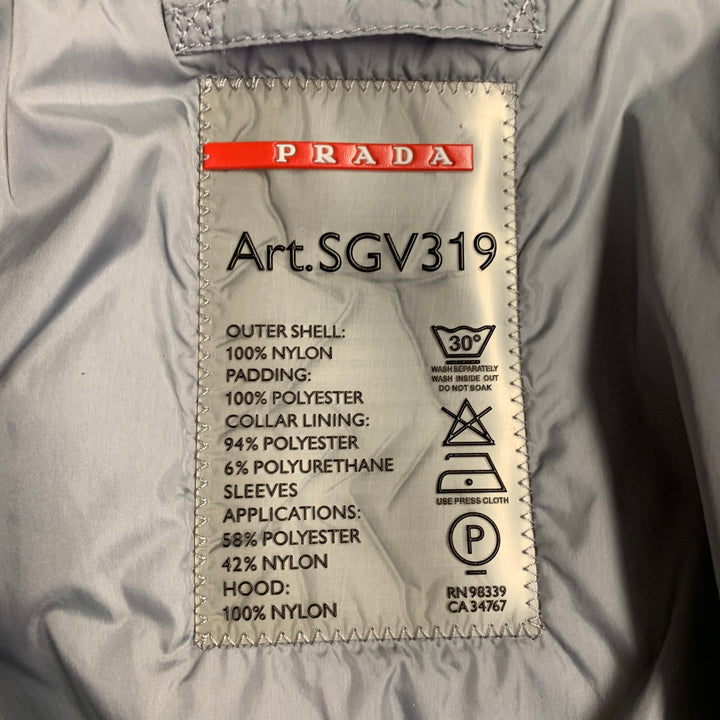 PRADA
Art.SGV319
OUTER SHELL:
100% NYLON
PADDING:
100% POLYESTER
COLLAR LINING:
94% POLYESTER
6% POLYURETHANE
SLEEVES
APPLICATIONS:
58% POLYESTER
42% NYLON
HOOD:
100% NYLON
30°
WASH SEPARATELY
WASH INSIDE OUT
DO NOT SOAK
USE PRESS CLOTH
P
RN 98339
CA 34767